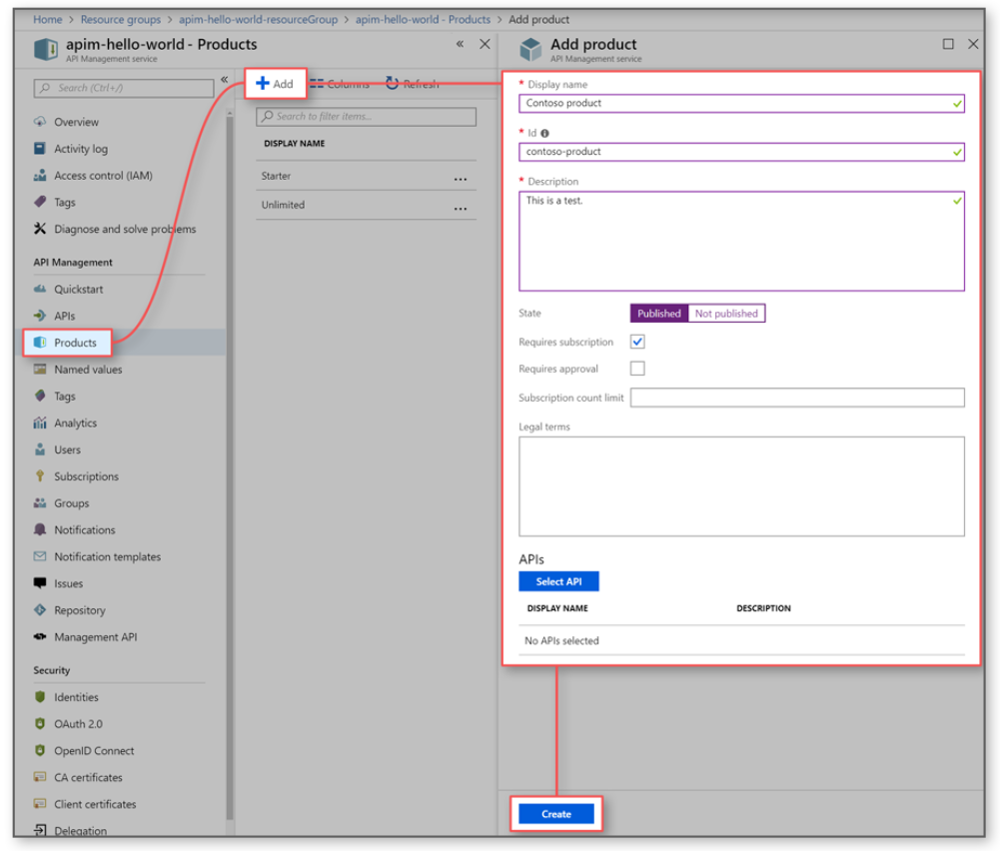 Home > Resource groups > apim-hello-world-resourceGroup > apim-hello-world - Products > Add product
apim-hello-world - Products
API Management service
«
Search (Ctrl+/)
«
Overview
Activity log
Access control (IAM)
Tags
Diagnose and solve problems
API Management
Quickstart
APIs
Products
Named values
Tags
Analytics
Users
Subscriptions
Groups
Notifications
Notification templates
Issues
Repository
Management API
Security
Identities
OAuth 2.0
OpenID Connect
CA certificates
Client certificates
Delegation
Add
Columns
Refresh
Search to filter items...
DISPLAY NAME
Starter ...
Unlimited ...
Add product
API Management service
* Display name
Contoso product
* Id
contoso-product
* Description
This is a test.
State Published Not published
Requires subscription
Requires approval
Subscription count limit
Legal terms
APIs
Select API
DISPLAY NAME DESCRIPTION
No APIs selected
Create